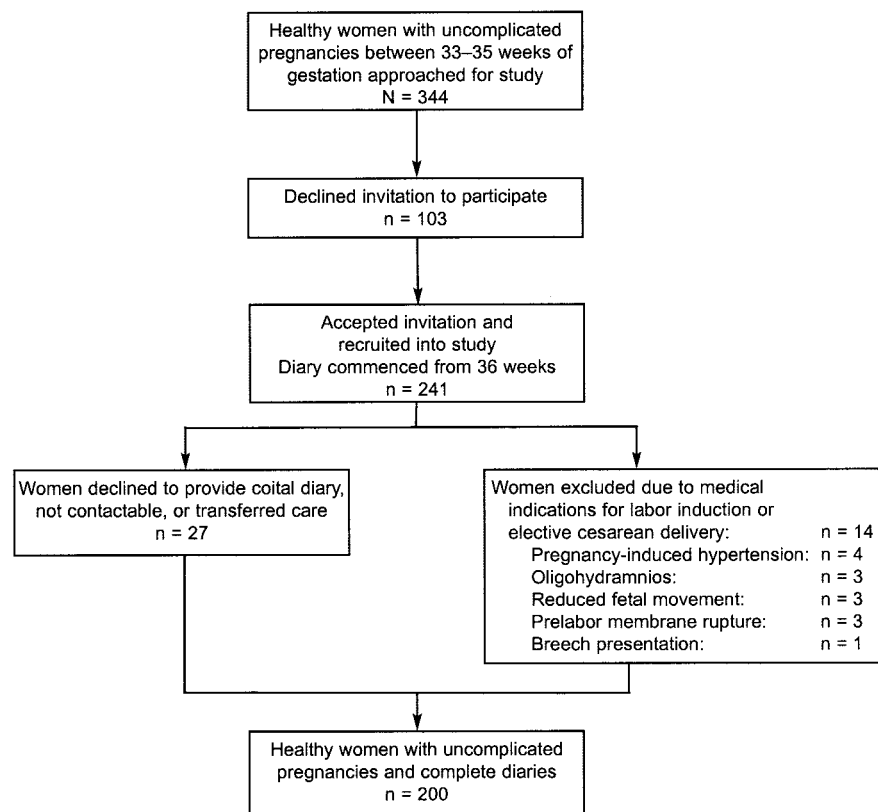 Healthy women with uncomplicated
pregnancies between 33–35 weeks of
gestation approached for study
N = 344
Declined invitation to participate
n = 103
Accepted invitation and
recruited into study
Diary commenced from 36 weeks
n = 241
Women declined to provide coital diary,
not contactable, or transferred care
n = 27
Women excluded due to medical
indications for labor induction or
elective cesarean delivery: n = 14
Pregnancy-induced hypertension: n = 4
Oligohydramnios: n = 3
Reduced fetal movement: n = 3
Prelabor membrane rupture: n = 3
Breech presentation: n = 1
Healthy women with uncomplicated
pregnancies and complete diaries
n = 200